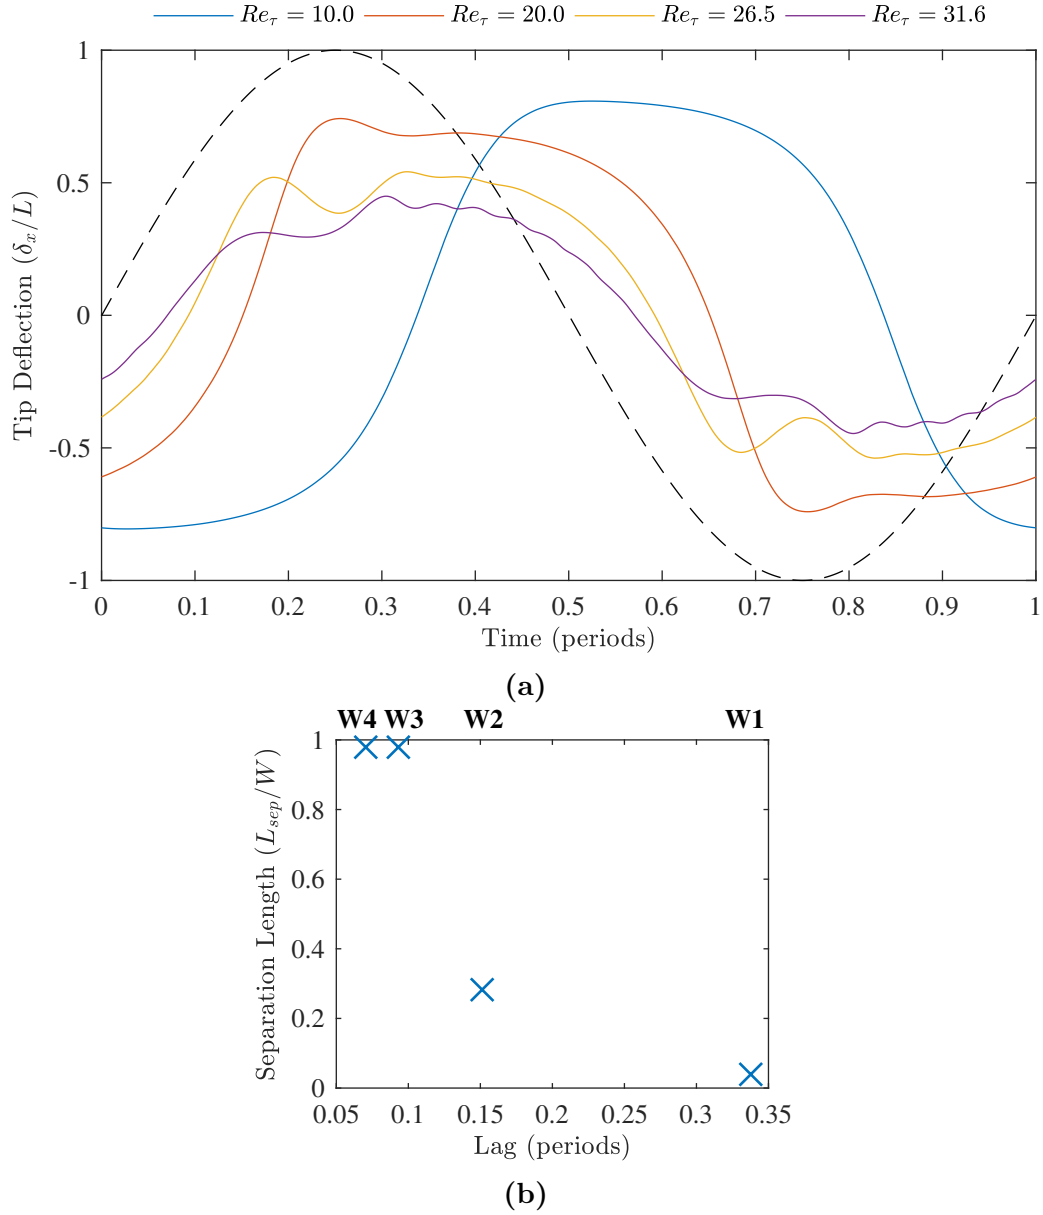 Re_τ = 10.0 Re_τ = 20.0 Re_τ = 26.5 Re_τ = 31.6
Tip Deflection (δ_x/L)
1
0.5
0
-0.5
-1
0 0.1 0.2 0.3 0.4 0.5 0.6 0.7 0.8 0.9 1
Time (periods)
(a)
W4 W3 W2 W1
Separation Length (L_sep/W)
1
0.8
0.6
0.4
0.2
0
0.05 0.1 0.15 0.2 0.25 0.3 0.35
Lag (periods)
(b)